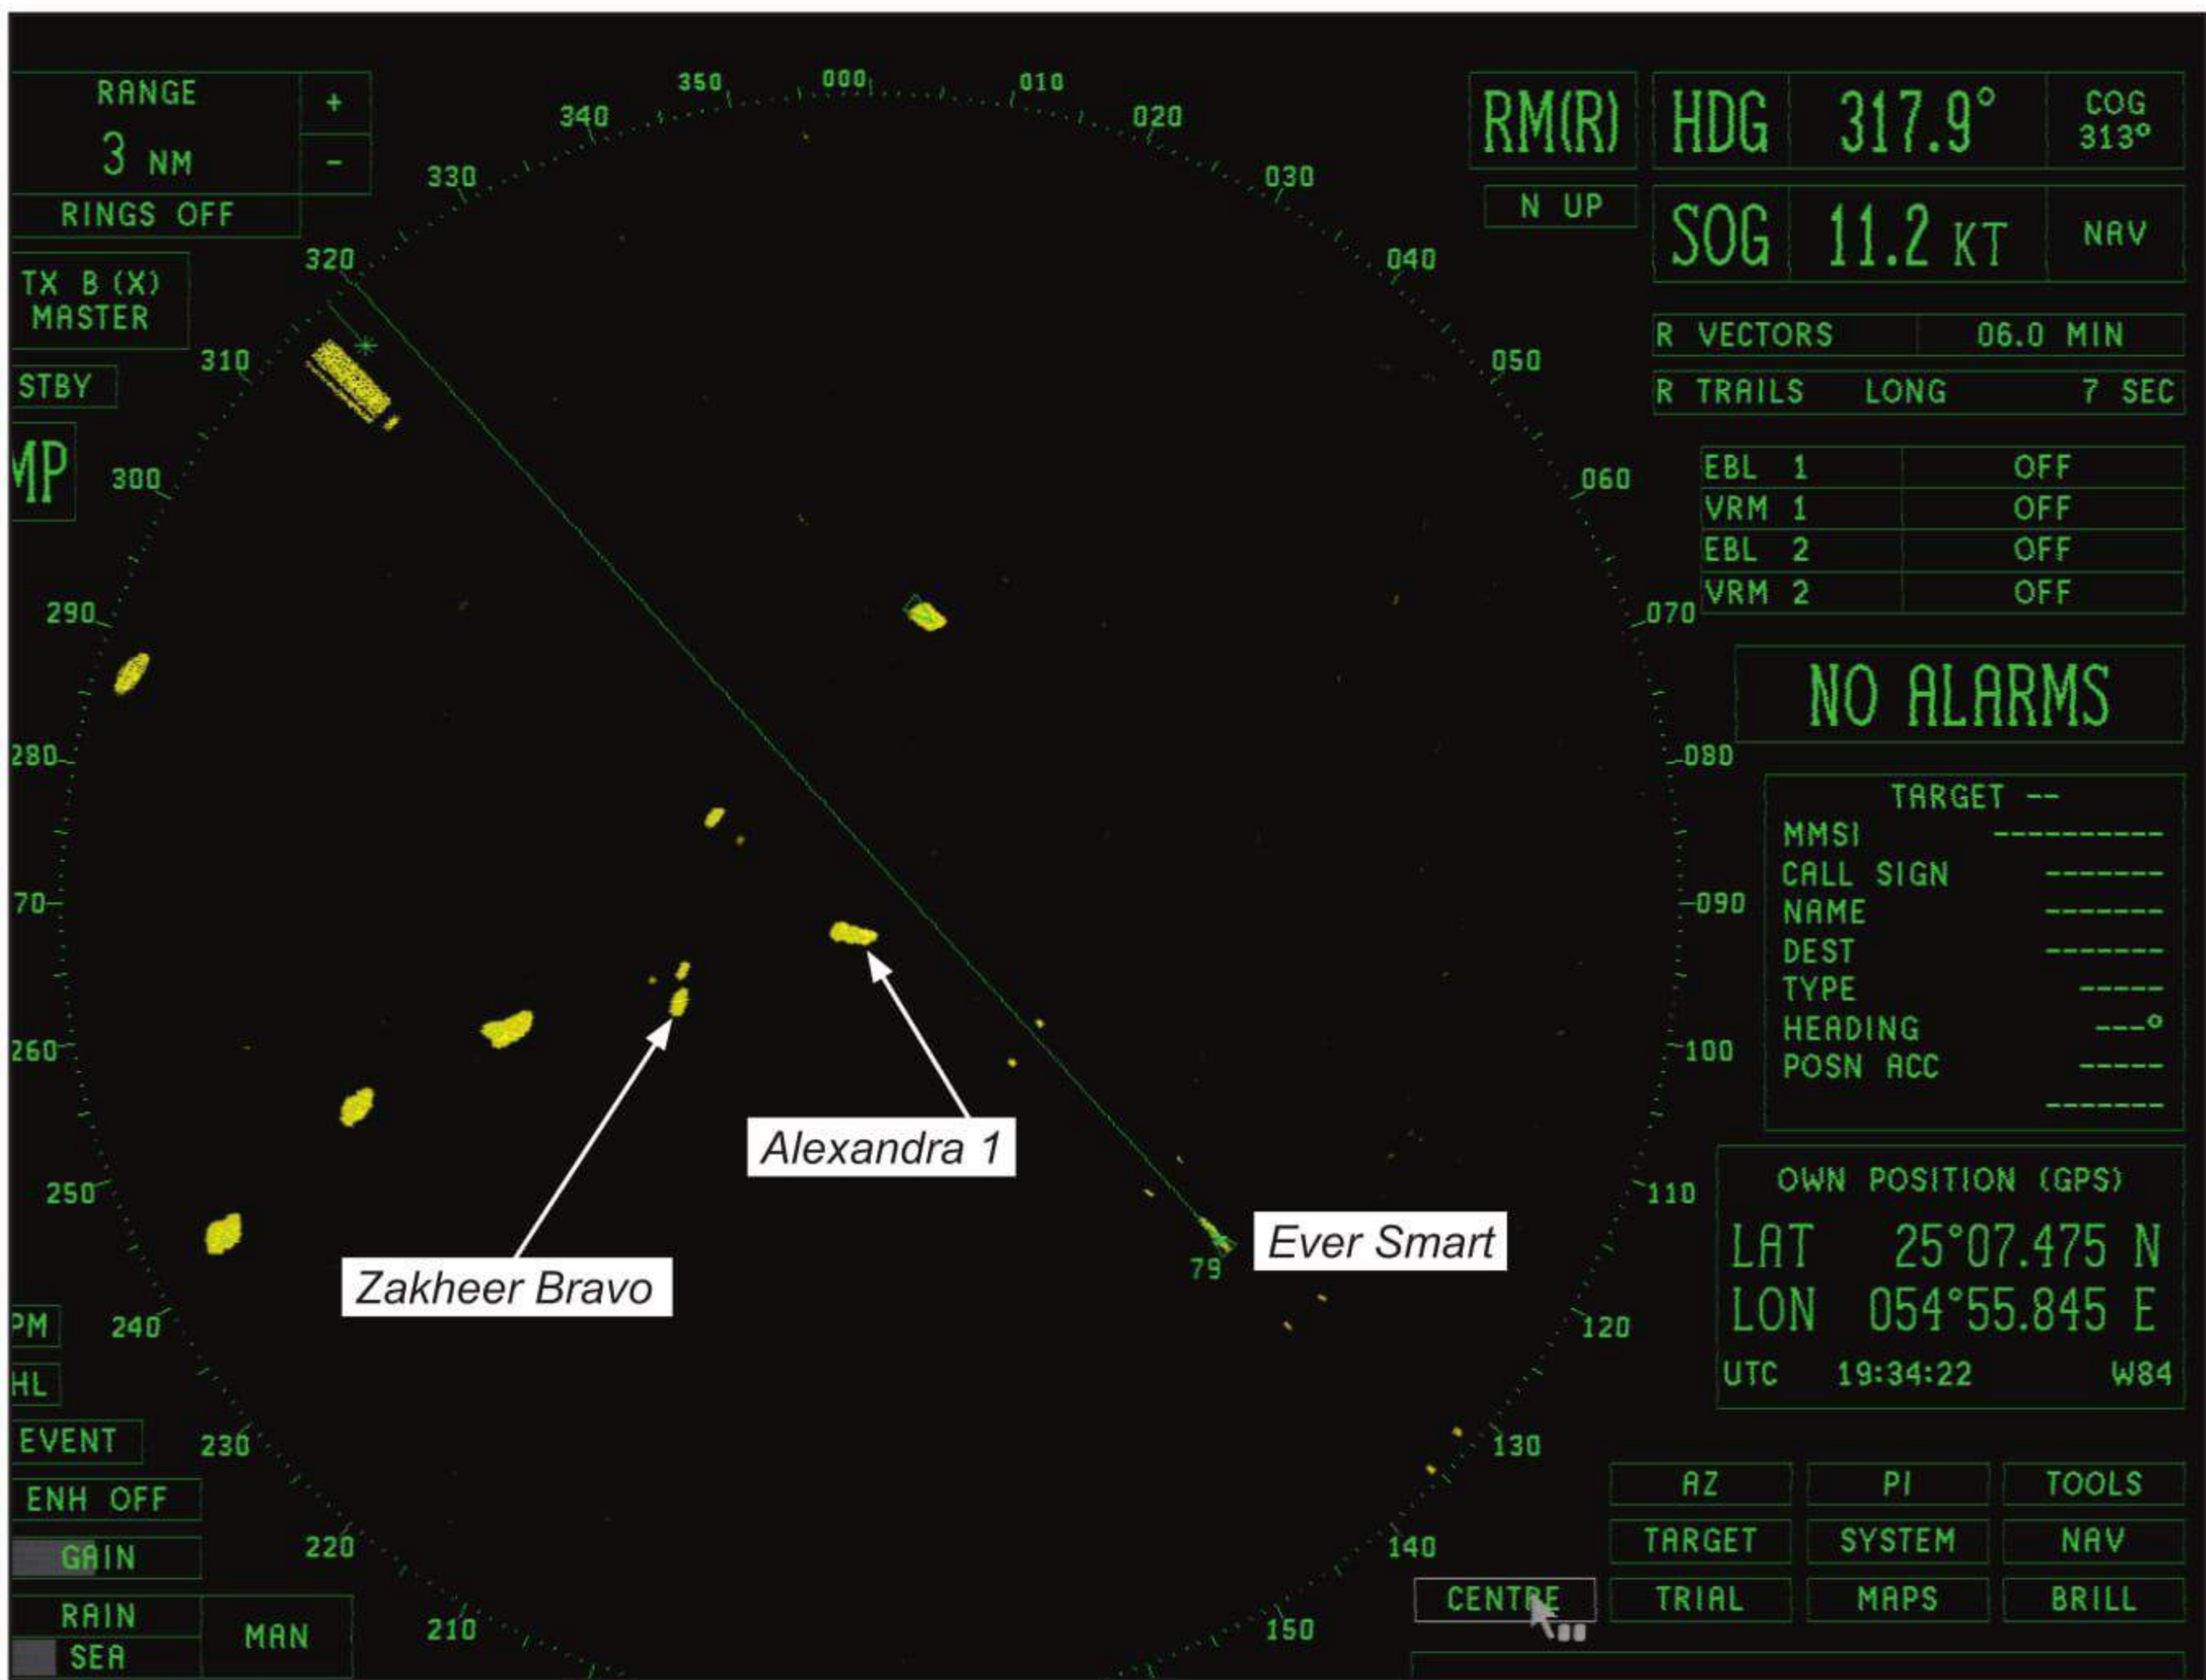 RANGE
+
3 NM
-
RINGS OFF
TX B (X)
MASTER
STBY
MP
PM
HL
EVENT
ENH OFF
GAIN
RAIN
SEA
MAN
350
000
010
340
020
330
030
320
040
310
050
300
060
290
070
280
080
70
090
260
100
250
110
240
120
230
130
220
140
210
150
Alexandra 1
Zakheer Bravo
Ever Smart
79
RM(R)
N UP
HDG 317.9° COG
313°
SOG 11.2 KT NAV
R VECTORS 06.0 MIN
R TRAILS LONG 7 SEC
EBL 1 OFF
VRM 1 OFF
EBL 2 OFF
VRM 2 OFF
NO ALARMS
TARGET --
MMSI ----------
CALL SIGN -------
NAME -------
DEST -------
TYPE -----
HEADING ---°
POSN ACC -----
-------
OWN POSITION (GPS)
LAT 25°07.475 N
LON 054°55.845 E
UTC 19:34:22 W84
AZ PI TOOLS
TARGET SYSTEM NAV
CENTRE TRIAL MAPS BRILL